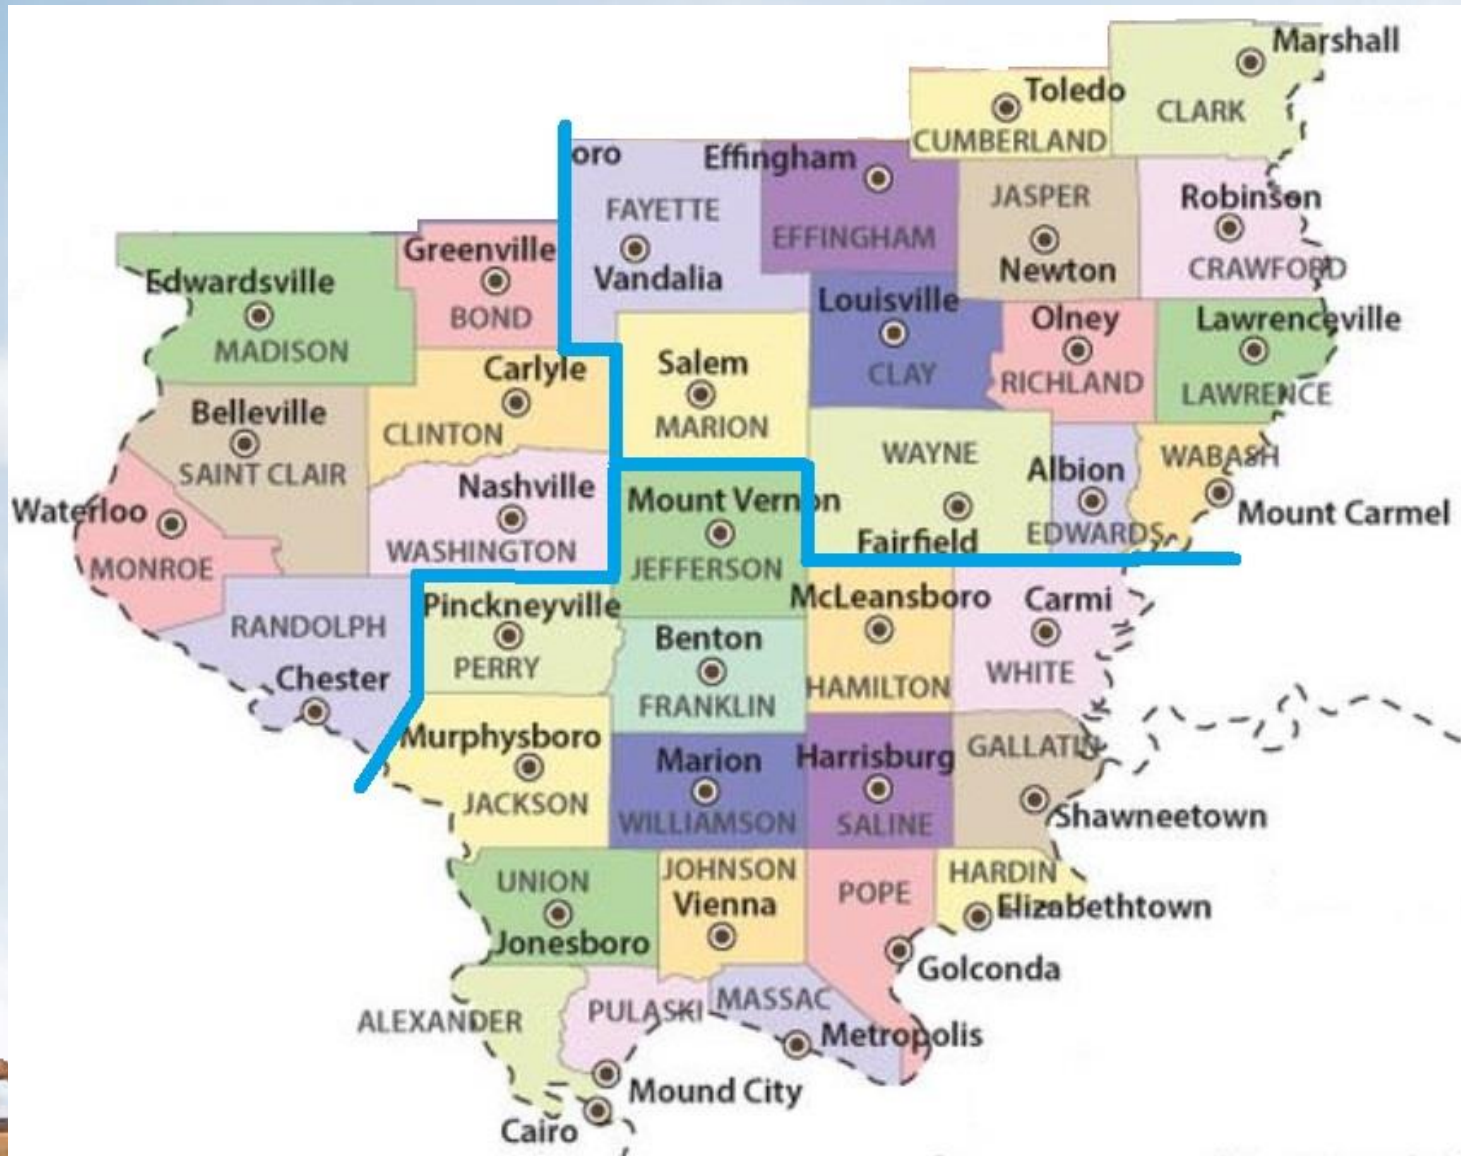 Marshall
Toledo
CLARK
CUMBERLAND
oro
Effingham
FAYETTE
EFFINGHAM
Vandalia
JASPER
Newton
Robinson
CRAWFORD
Edwardsville
MADISON
Greenville
BOND
Louisville
CLAY
Olney
RICHLAND
Lawrenceville
LAWRENCE
Salem
MARION
Carlyle
CLINTON
Belleville
SAINT CLAIR
WAYNE
Fairfield
Albion
EDWARDS
WABASH
Mount Carmel
Waterloo
MONROE
Nashville
WASHINGTON
Mount Vernon
JEFFERSON
RANDOLPH
Chester
Pinckneyville
PERRY
Benton
FRANKLIN
McLeansboro
HAMILTON
Carmi
WHITE
Murphysboro
JACKSON
Marion
WILLIAMSON
Harrisburg
SALINE
GALLATIN
Shawneetown
UNION
Jonesboro
JOHNSON
Vienna
POPE
Golconda
HARDIN
Elizabethtown
ALEXANDER
PULASKI
MASSAC
Metropolis
Mound City
Cairo